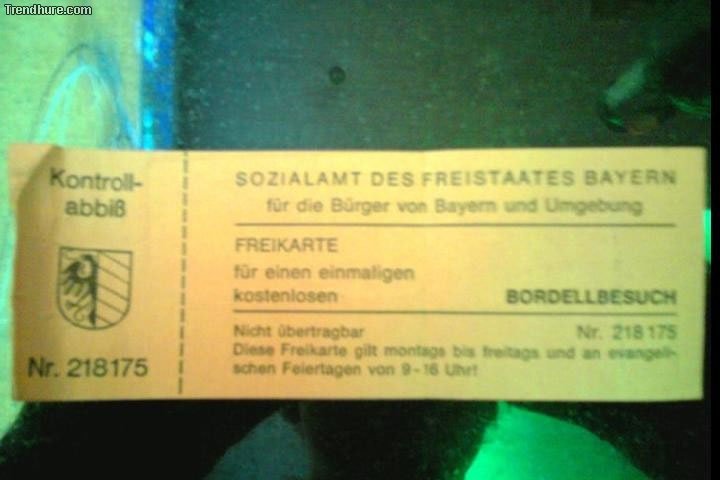 Trendhure.com
Kontroll-
abbiß
Nr. 218175
SOZIALAMT DES FREISTAATES BAYERN
für die Bürger von Bayern und Umgebung
FREIKARTE
für einen einmaligen
kostenlosen BORDELLBESUCH
Nicht übertragbar Nr. 218175
Diese Freikarte gilt montags bis freitags und an evangeli-
schen Feiertagen von 9-16 Uhr!